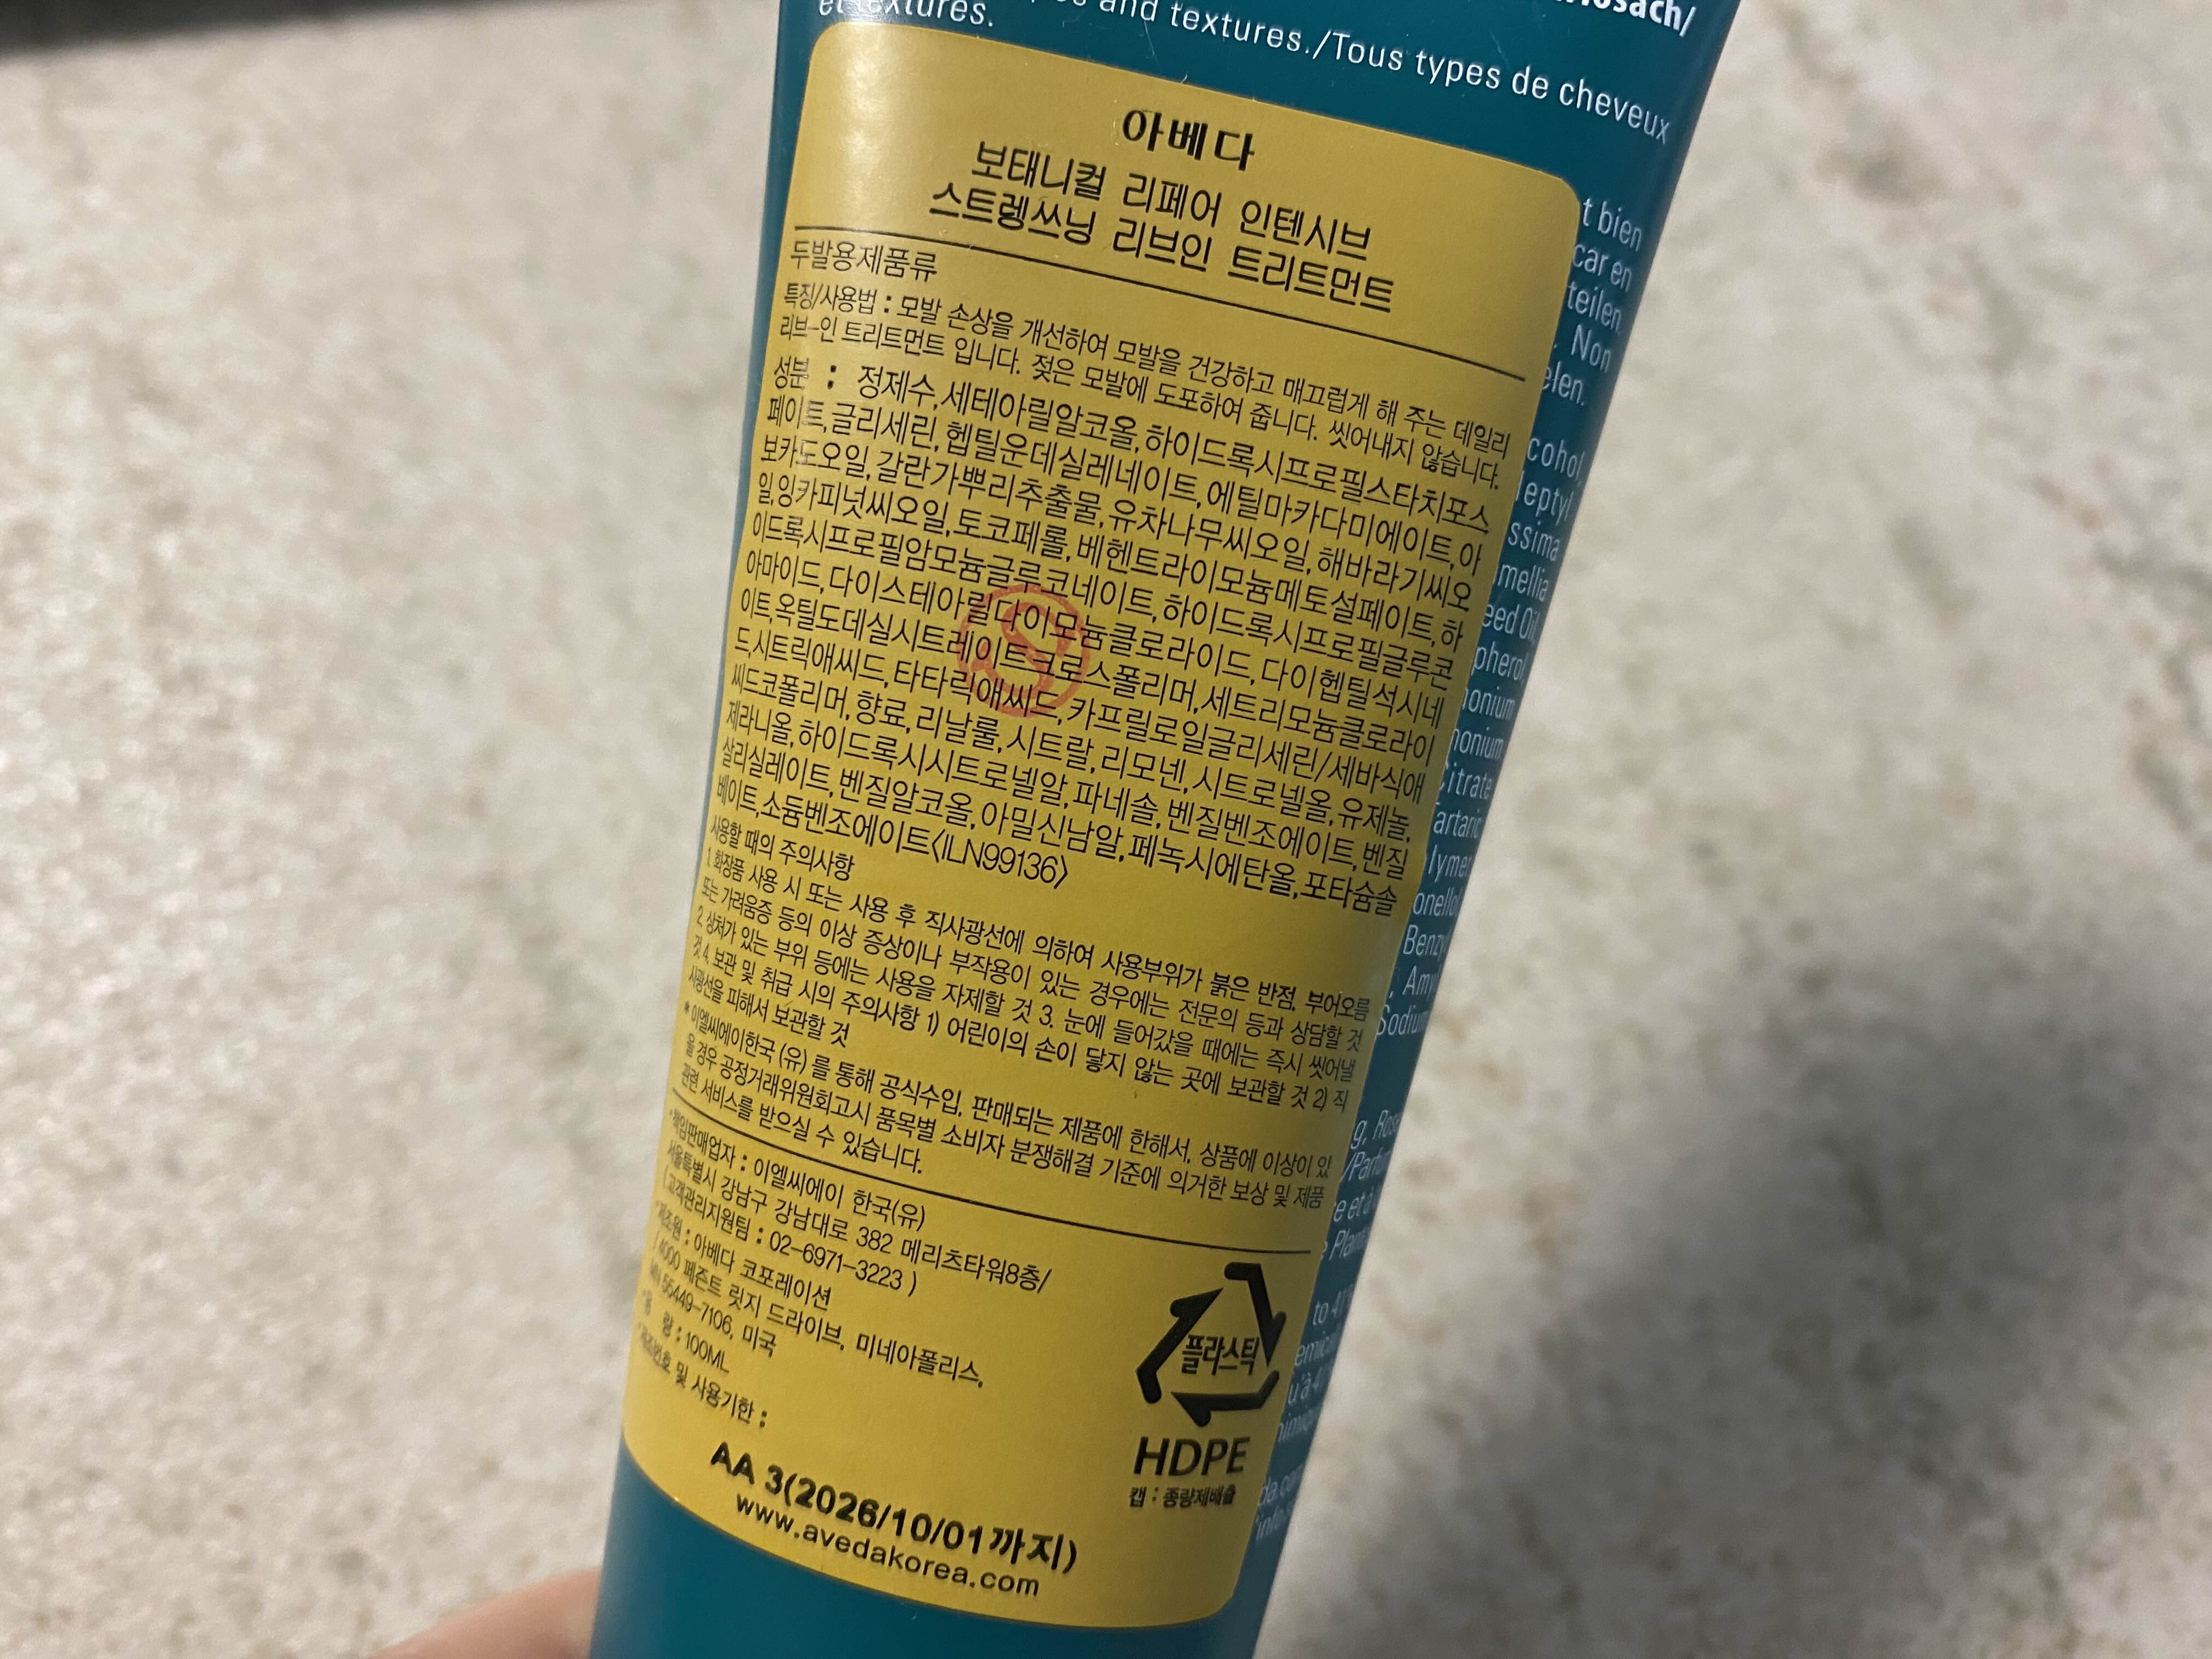 osach/
et textures.
and textures./Tous types de cheveux
아베다
보태니컬 리페어 인텐시브
스트렝쓰닝 리브인 트리트먼트
두발용제품류
특징/사용법 : 모발 손상을 개선하여 모발을 건강하고 매끄럽게 해 주는 데일리
리브-인 트리트먼트 입니다. 젖은 모발에 도포하여 줍니다. 씻어내지 않습니다.
성분 : 정제수,세테아릴알코올,하이드록시프로필스타치포스
페이트,글리세린,헵틸운데실레네이트,에틸마카다미에이트,아
보카도오일,갈란가뿌리추출물,유차나무씨오일,해바라기씨오
일,잉카피넛씨오일,토코페롤,베헨트라이모늄메토설페이트,하
이드록시프로필암모늄글루코네이트,하이드록시프로필글루콘
아마이드,다이스테아릴다이모늄클로라이드,다이헵틸석시네
이트,옥틸도데실시트레이트크로스폴리머,세트리모늄클로라이
드,시트릭애씨드,타타릭애씨드,카프릴로일글리세린/세바식애
씨드코폴리머,향료,리날룰,시트랄,리모넨,시트로넬올,유제놀,
제라니올,하이드록시시트로넬알,파네솔,벤질벤조에이트,벤질
살리실레이트,벤질알코올,아밀신남알,페녹시에탄올,포타슘솔
베이트,소듐벤조에이트<ILN99136>
사용할 때의 주의사항
1. 화장품 사용 시 또는 사용 후 직사광선에 의하여 사용부위가 붉은 반점, 부어오름
또는 가려움증 등의 이상 증상이나 부작용이 있는 경우에는 전문의 등과 상담할 것
2. 상처가 있는 부위 등에는 사용을 자제할 것 3. 눈에 들어갔을 때에는 즉시 씻어낼
것 4. 보관 및 취급 시의 주의사항 1) 어린이의 손이 닿지 않는 곳에 보관할 것 2) 직
사광선을 피해서 보관할 것
* 이엘씨에이한국 (유) 를 통해 공식수입, 판매되는 제품에 한해서, 상품에 이상이 있
을 경우 공정거래위원회고시 품목별 소비자 분쟁해결 기준에 의거한 보상 및 제품
관련 서비스를 받으실 수 있습니다.
*책임판매업자 : 이엘씨에이 한국(유)
서울특별시 강남구 강남대로 382 메리츠타워8층/
( 고객관리지원팀 : 02-6971-3223 )
*제조원 : 아베다 코포레이션
/ 4000 페즌트 릿지 드라이브, 미네아폴리스,
MN 55449-7106, 미국
*용 량 : 100ML
*제조번호 및 사용기한 :
AA 3(2026/10/01까지)
www.avedakorea.com
플라스틱
HDPE
캡 : 종량제배출
t bien
car en
teilen.
. Non
elen.
cohol,
eptyl
ssima
mellia
eed Oil,
pherol,
onium
onium
Citrate
artaric
lymer,
onellol
Benzyl
, Amy
Sodium